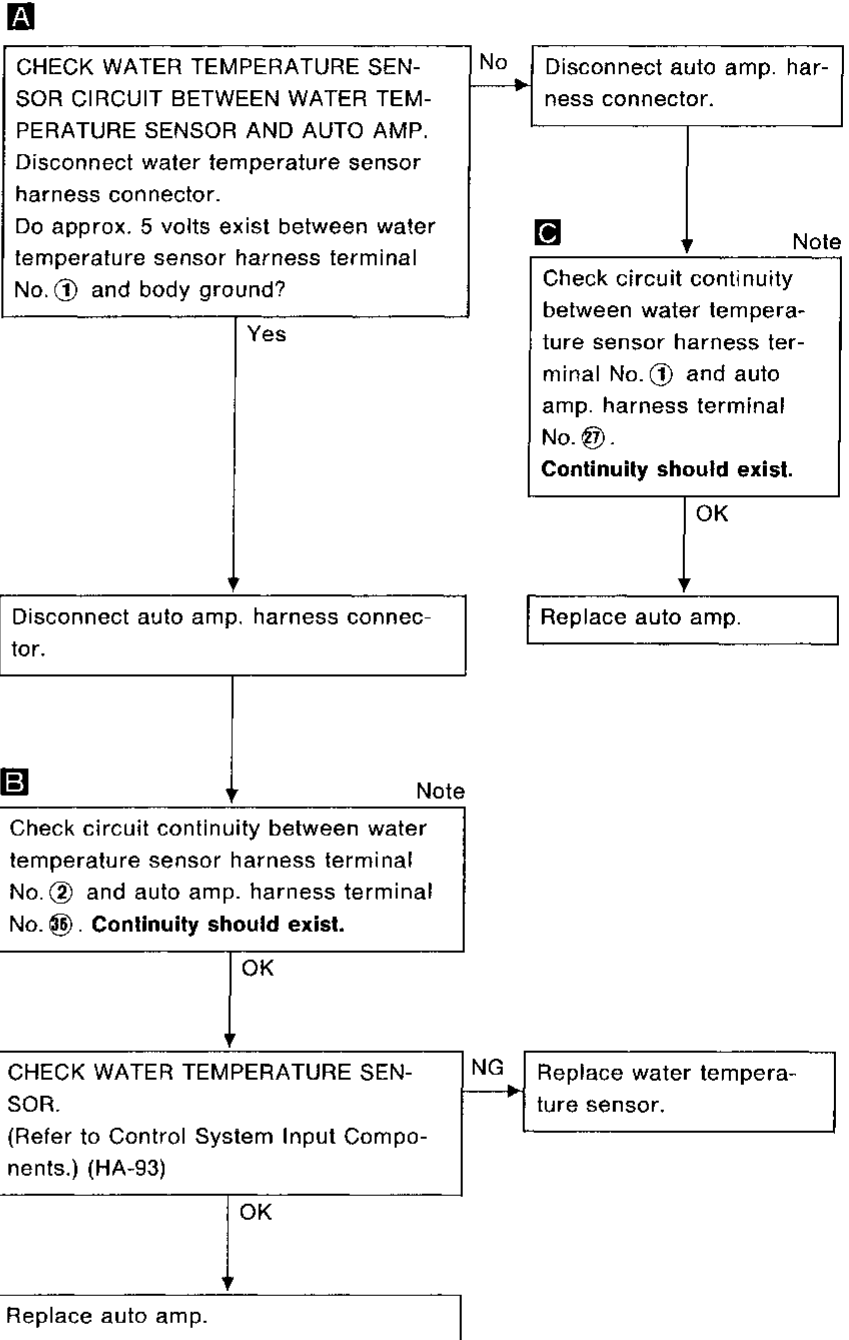 A
CHECK WATER TEMPERATURE SEN-
SOR CIRCUIT BETWEEN WATER TEM-
PERATURE SENSOR AND AUTO AMP.
Disconnect water temperature sensor
harness connector.
Do approx. 5 volts exist between water
temperature sensor harness terminal
No. ① and body ground?
No
Disconnect auto amp. har-
ness connector.
C
Note
Check circuit continuity
between water tempera-
ture sensor harness ter-
minal No. ① and auto
amp. harness terminal
No. ㉗.
Continuity should exist.
OK
Replace auto amp.
Yes
Disconnect auto amp. harness connec-
tor.
B
Note
Check circuit continuity between water
temperature sensor harness terminal
No. ② and auto amp. harness terminal
No. ㊱. Continuity should exist.
OK
CHECK WATER TEMPERATURE SEN-
SOR.
(Refer to Control System Input Compo-
nents.) (HA-93)
NG
Replace water tempera-
ture sensor.
OK
Replace auto amp.